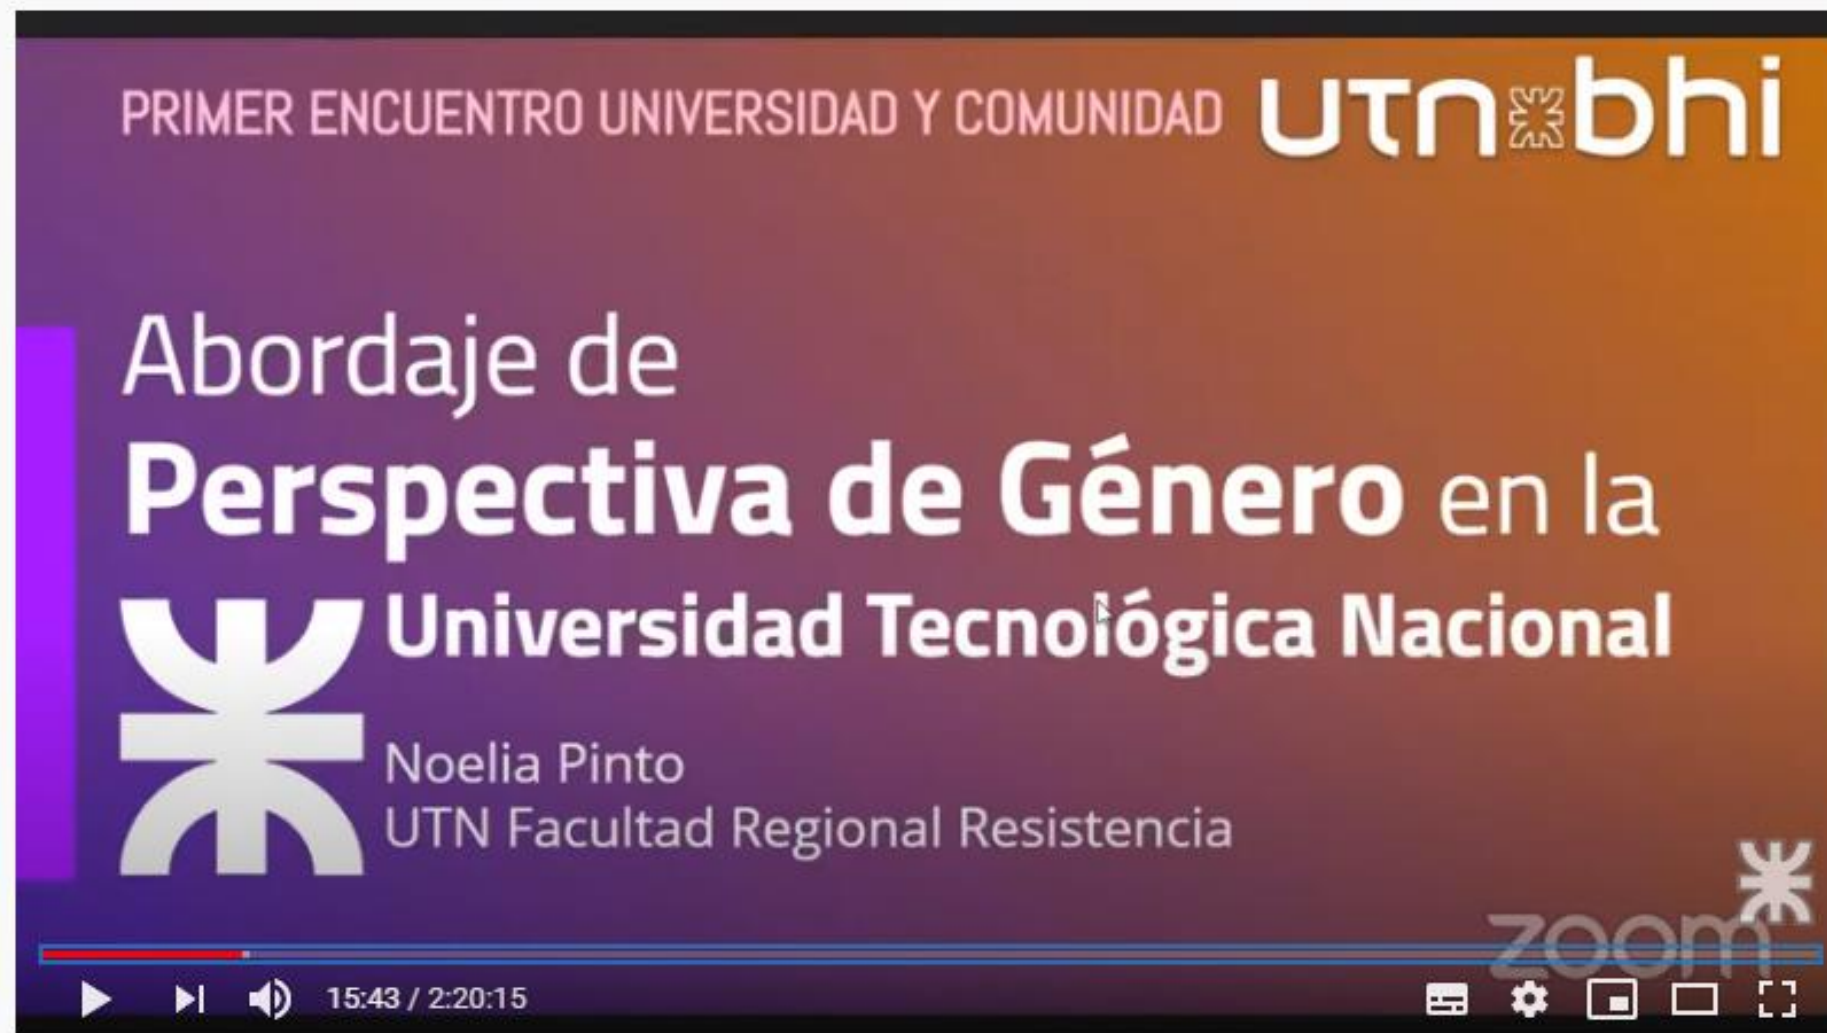 PRIMER ENCUENTRO UNIVERSIDAD Y COMUNIDAD utn bhi
Abordaje de
Perspectiva de Género en la
Universidad Tecnológica Nacional
Noelia Pinto
UTN Facultad Regional Resistencia
zoom
15:43 / 2:20:15